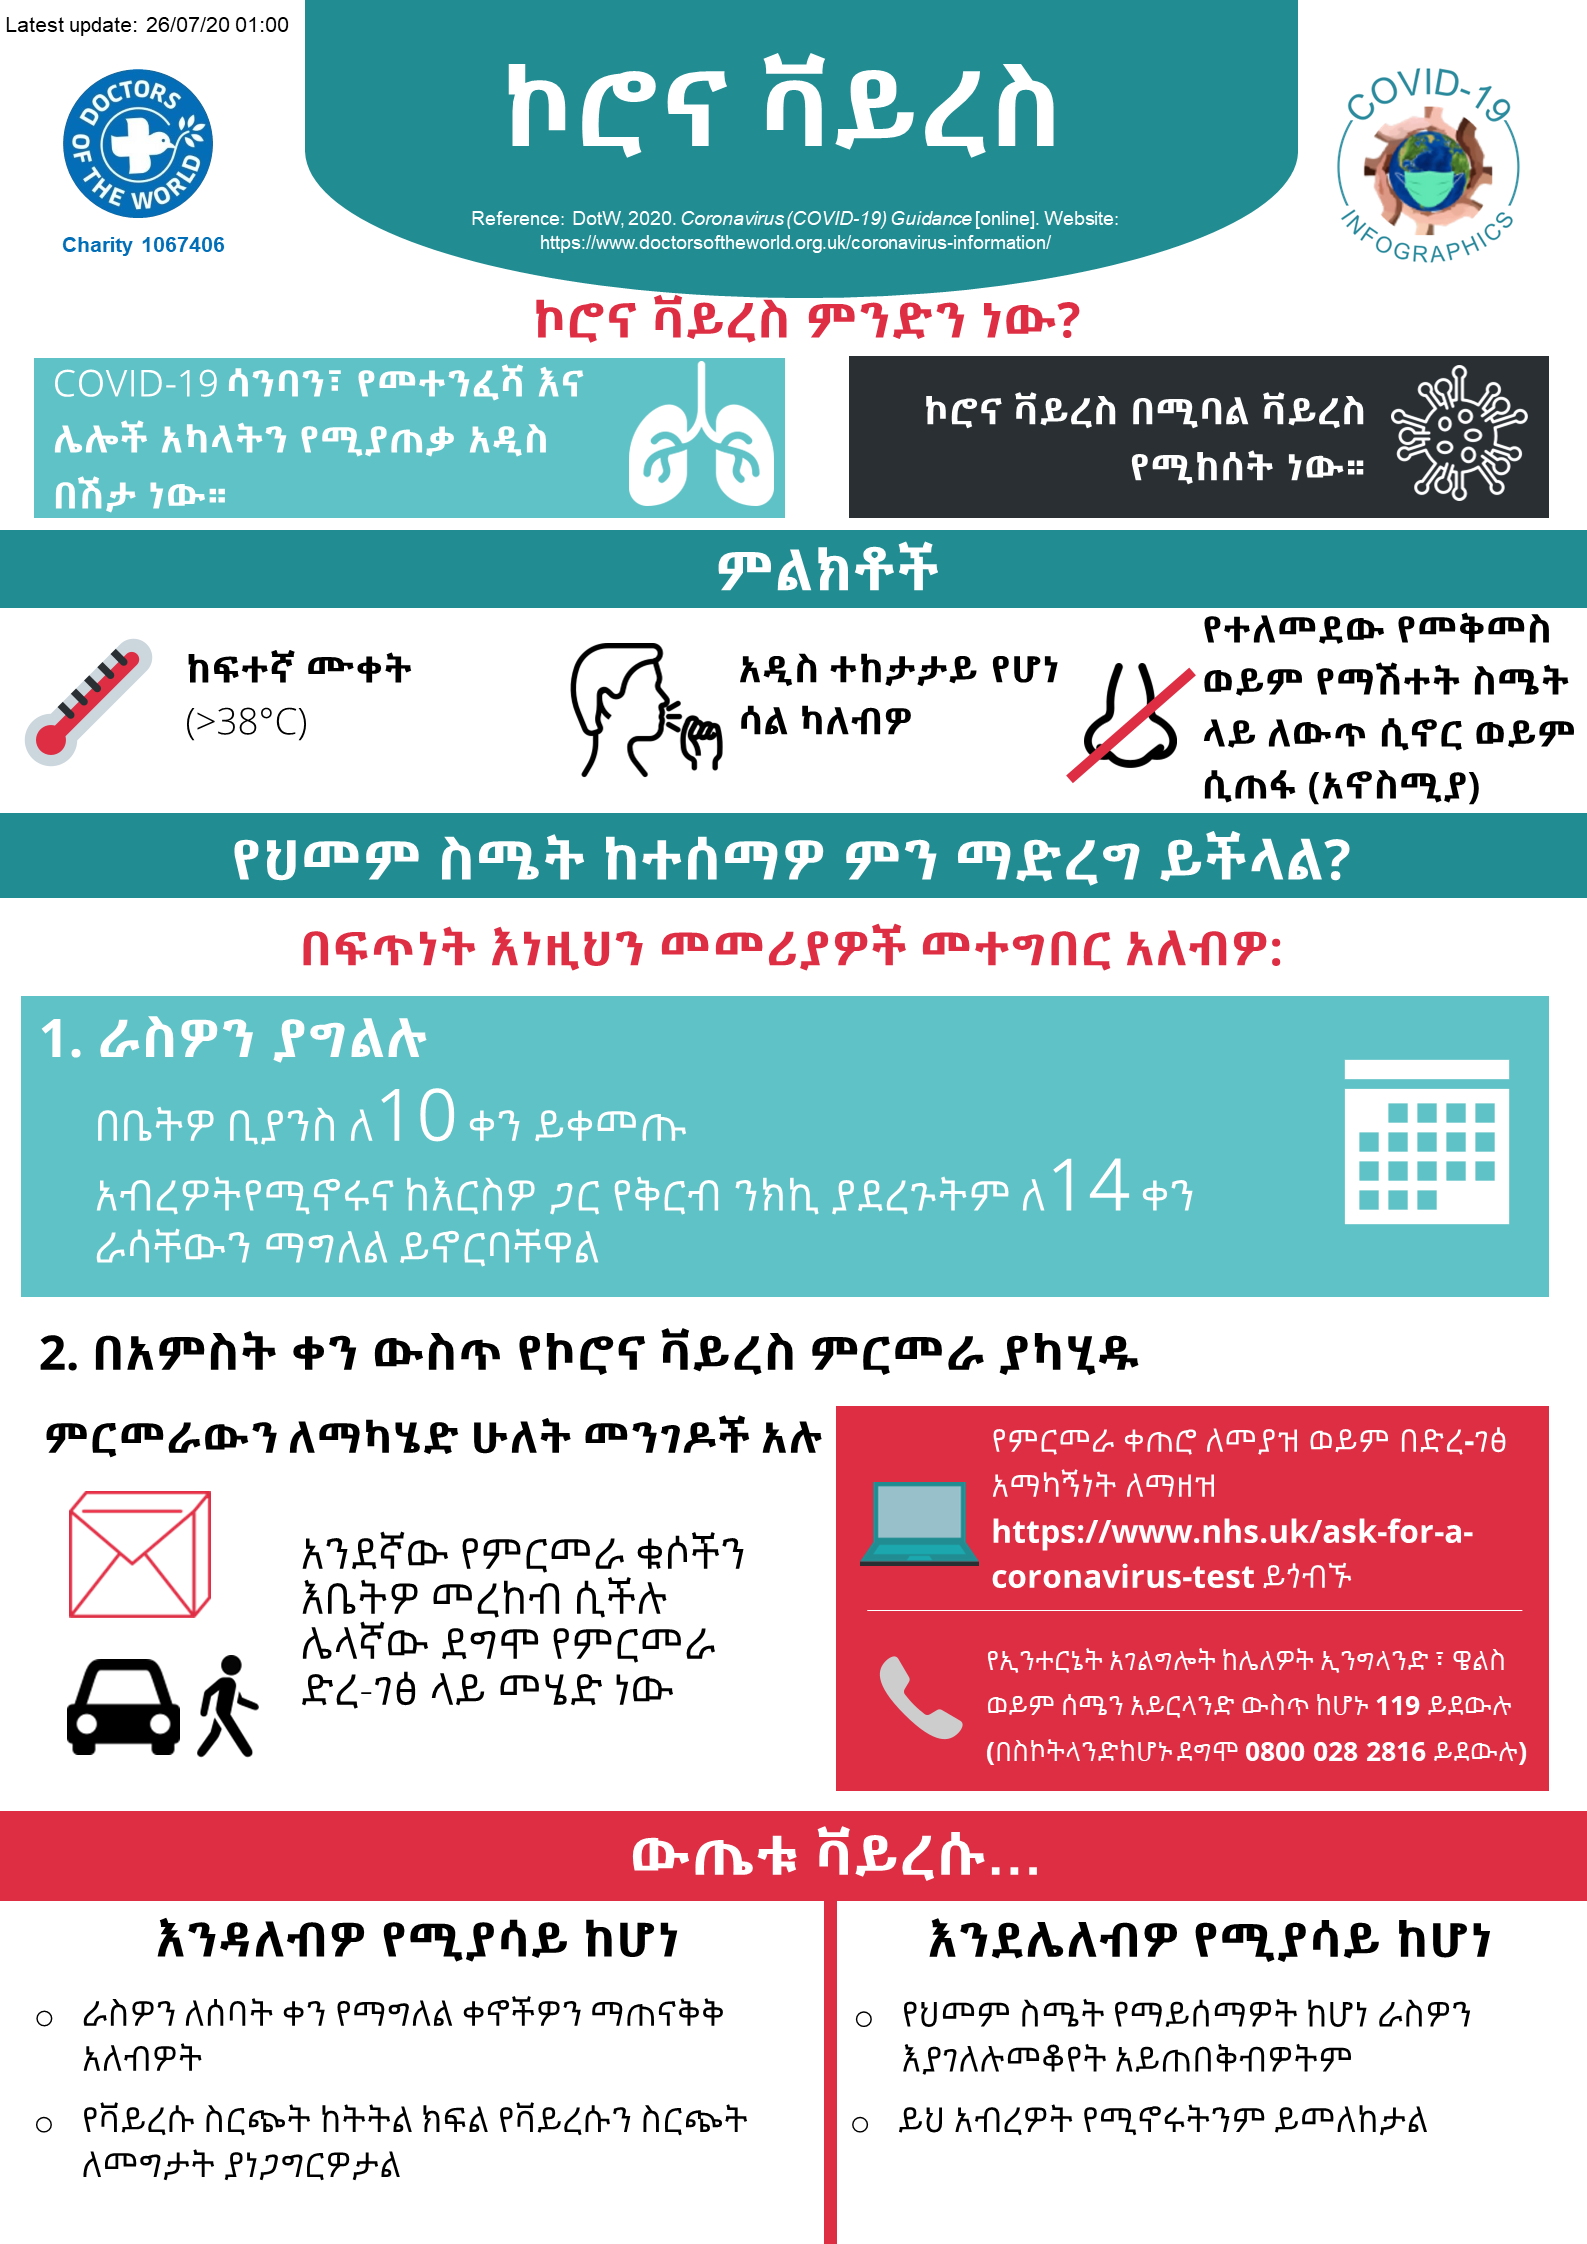 Latest update: 26/07/20 01:00
DOCTORS OF THE WORLD
Charity 1067406
ኮሮና ቫይረስ
Reference: DotW, 2020. Coronavirus (COVID-19) Guidance [online]. Website:
https://www.doctorsoftheworld.org.uk/coronavirus-information/
COVID-19
INFOGRAPHICS
ኮሮና ቫይረስ ምንድን ነው?
COVID-19 ሳንባን፣ የመተንፈሻ እና
ሌሎች አካላትን የሚያጠቃ አዲስ
በሽታ ነው።
ኮሮና ቫይረስ በሚባል ቫይረስ
የሚከሰት ነው።
ምልክቶች
ከፍተኛ ሙቀት
(>38°C)
አዲስ ተከታታይ የሆነ
ሳል ካለብዎ
የተለመደው የመቅመስ
ወይም የማሽተት ስሜት
ላይ ለውጥ ሲኖር ወይም
ሲጠፋ (አኖስሚያ)
የህመም ስሜት ከተሰማዎ ምን ማድረግ ይችላል?
በፍጥነት እነዚህን መመሪያዎች መተግበር አለብዎ:
1. ራስዎን ያግልሉ
በቤትዎ ቢያንስ ለ10 ቀን ይቀመጡ
አብረዎትየሚኖሩና ከእርስዎ ጋር የቅርብ ንክኪ ያደረጉትም ለ14 ቀን
ራሳቸውን ማግለል ይኖርባቸዋል
2. በአምስት ቀን ውስጥ የኮሮና ቫይረስ ምርመራ ያካሂዱ
ምርመራውን ለማካሄድ ሁለት መንገዶች አሉ
አንደኛው የምርመራ ቁሶችን
እቤትዎ መረከብ ሲችሉ
ሌላኛው ደግሞ የምርመራ
ድረ-ገፅ ላይ መሄድ ነው
የምርመራ ቀጠሮ ለመያዝ ወይም በድረ-ገፅ
አማካኝነት ለማዘዝ
https://www.nhs.uk/ask-for-a-
coronavirus-test ይጎብኙ
የኢንተርኔት አገልግሎት ከሌለዎት ኢንግላንድ ፣ ዌልስ
ወይም ሰሜን አይርላንድ ውስጥ ከሆኑ 119 ይደውሉ
(በስኮትላንድከሆኑ ደግሞ 0800 028 2816 ይደውሉ)
ውጤቱ ቫይረሱ...
እንዳለብዎ የሚያሳይ ከሆነ
o ራስዎን ለሰባት ቀን የማግለል ቀኖችዎን ማጠናቅቅ
አለብዎት
o የቫይረሱ ስርጭት ከትትል ክፍል የቫይረሱን ስርጭት
ለመግታት ያነጋግርዎታል
እንደሌለብዎ የሚያሳይ ከሆነ
o የህመም ስሜት የማይሰማዎት ከሆነ ራስዎን
እያገለሉመቆየት አይጠበቅብዎትም
o ይህ አብረዎት የሚኖሩትንም ይመለከታል